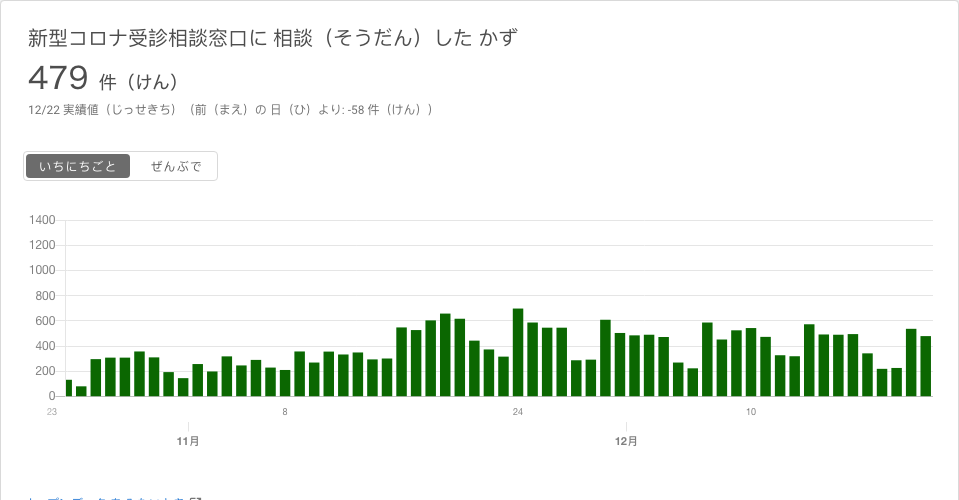 新型コロナ受診相談窓口に 相談（そうだん）した かず
479 件（けん）
12/22 実績値（じっせきち）（前（まえ）の 日（ひ）より: -58 件（けん））
いちにちごと ぜんぶで
1400
1200
1000
800
600
400
200
0
23 8 24 10
11月 12月